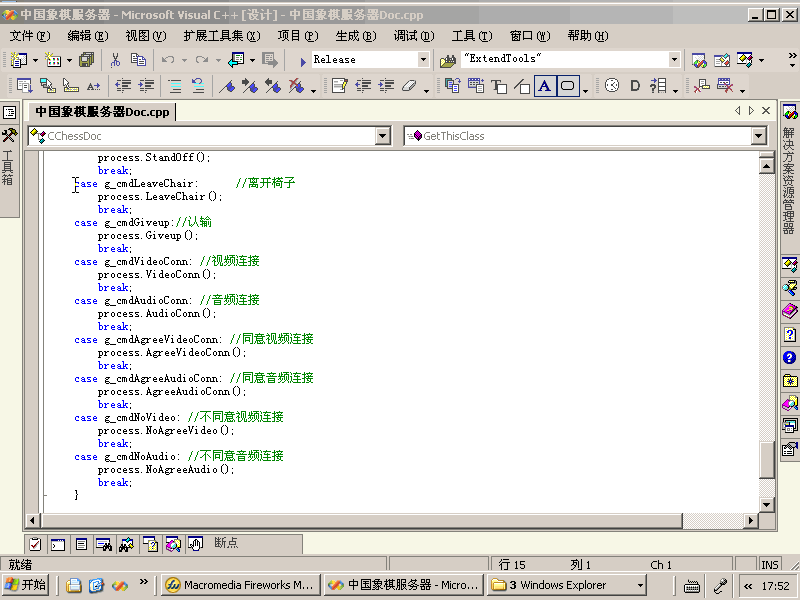 中国象棋服务器 - Microsoft Visual C++ [设计] - 中国象棋服务器Doc.cpp
文件(F) 编辑(E) 视图(V) 扩展工具集(X) 项目(P) 生成(B) 调试(D) 工具(T) 窗口(W) 帮助(H)
Release "ExtendTools"
中国象棋服务器Doc.cpp
CChessDoc GetThisClass
工具箱
解决方案资源管理器
process.StandOff();
break;
case g_cmdLeaveChair: //离开椅子
process.LeaveChair();
break;
case g_cmdGiveup://认输
process.Giveup();
break;
case g_cmdVideoConn: //视频连接
process.VideoConn();
break;
case g_cmdAudioConn: //音频连接
process.AudioConn();
break;
case g_cmdAgreeVideoConn: //同意视频连接
process.AgreeVideoConn();
break;
case g_cmdAgreeAudioConn: //同意音频连接
process.AgreeAudioConn();
break;
case g_cmdNoVideo: //不同意视频连接
process.NoAgreeVideo();
break;
case g_cmdNoAudio: //不同意音频连接
process.NoAgreeAudio();
break;
}
断点
就绪 行 15 列 1 Ch 1 INS
开始 Macromedia Fireworks M... 中国象棋服务器 - Micro... 3 Windows Explorer 17:52